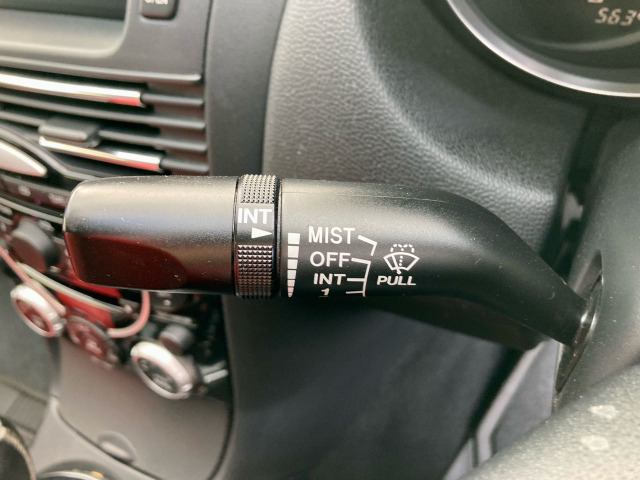 INT
MIST
OFF
INT
1
PULL